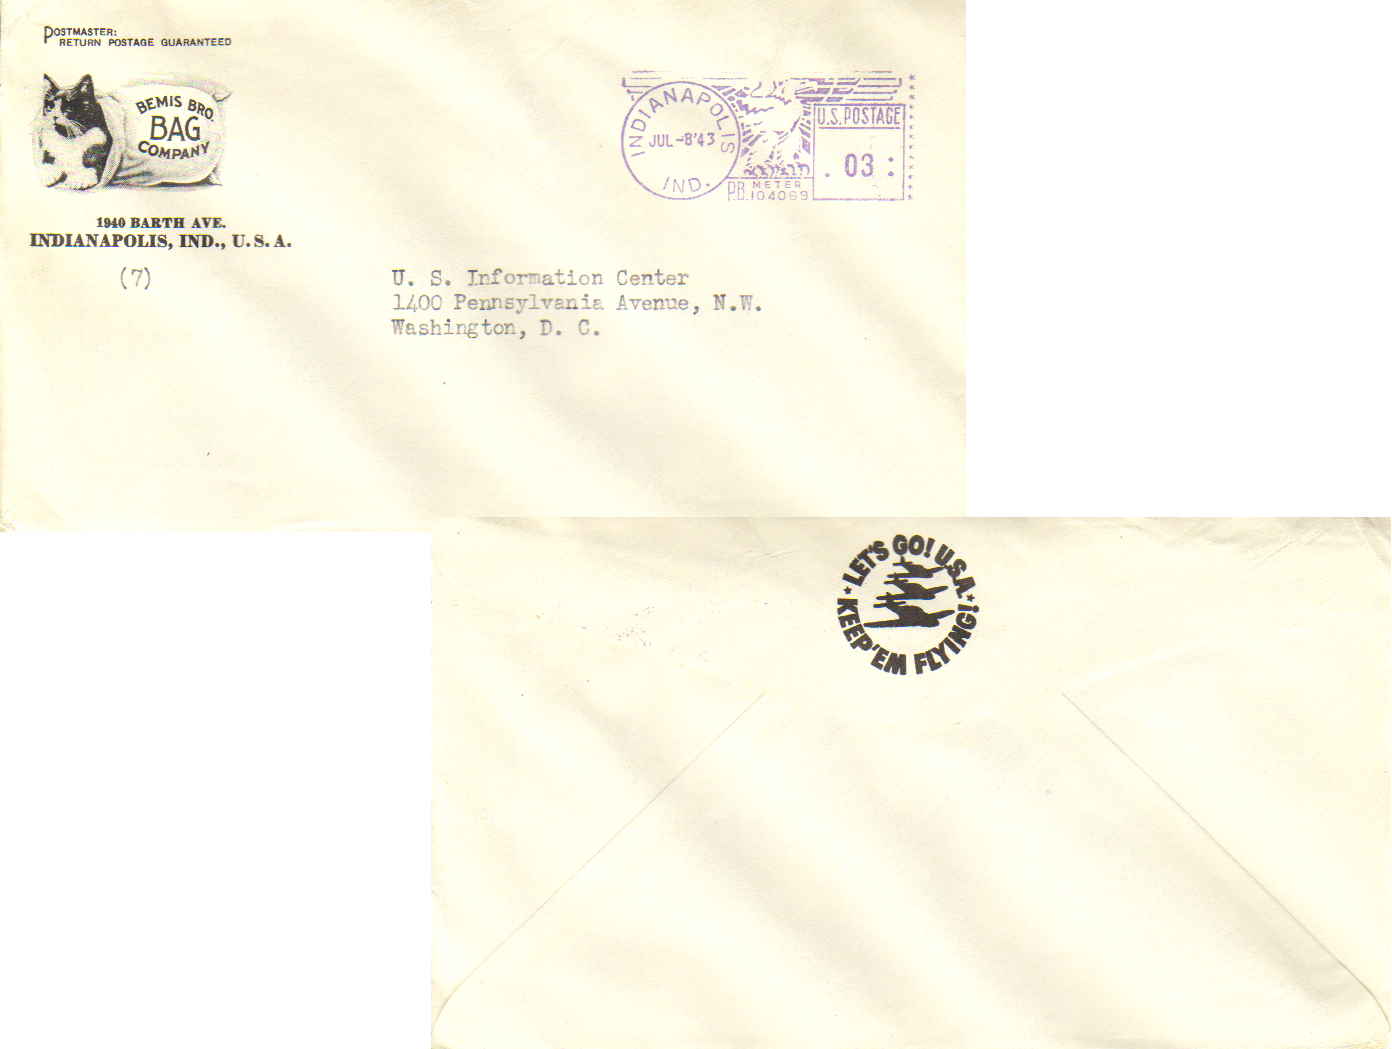 POSTMASTER:
RETURN POSTAGE GUARANTEED
BEMIS BRO.
BAG
COMPANY
1940 BARTH AVE.
INDIANAPOLIS, IND., U.S.A.
(7)
INDIANAPOLIS
JUL -8 '43
IND.
U.S. POSTAGE
.03:
P.B. METER
104069
U. S. Information Center
1400 Pennsylvania Avenue, N.W.
Washington, D. C.
LET'S GO! U.S.A.
KEEP 'EM FLYING!